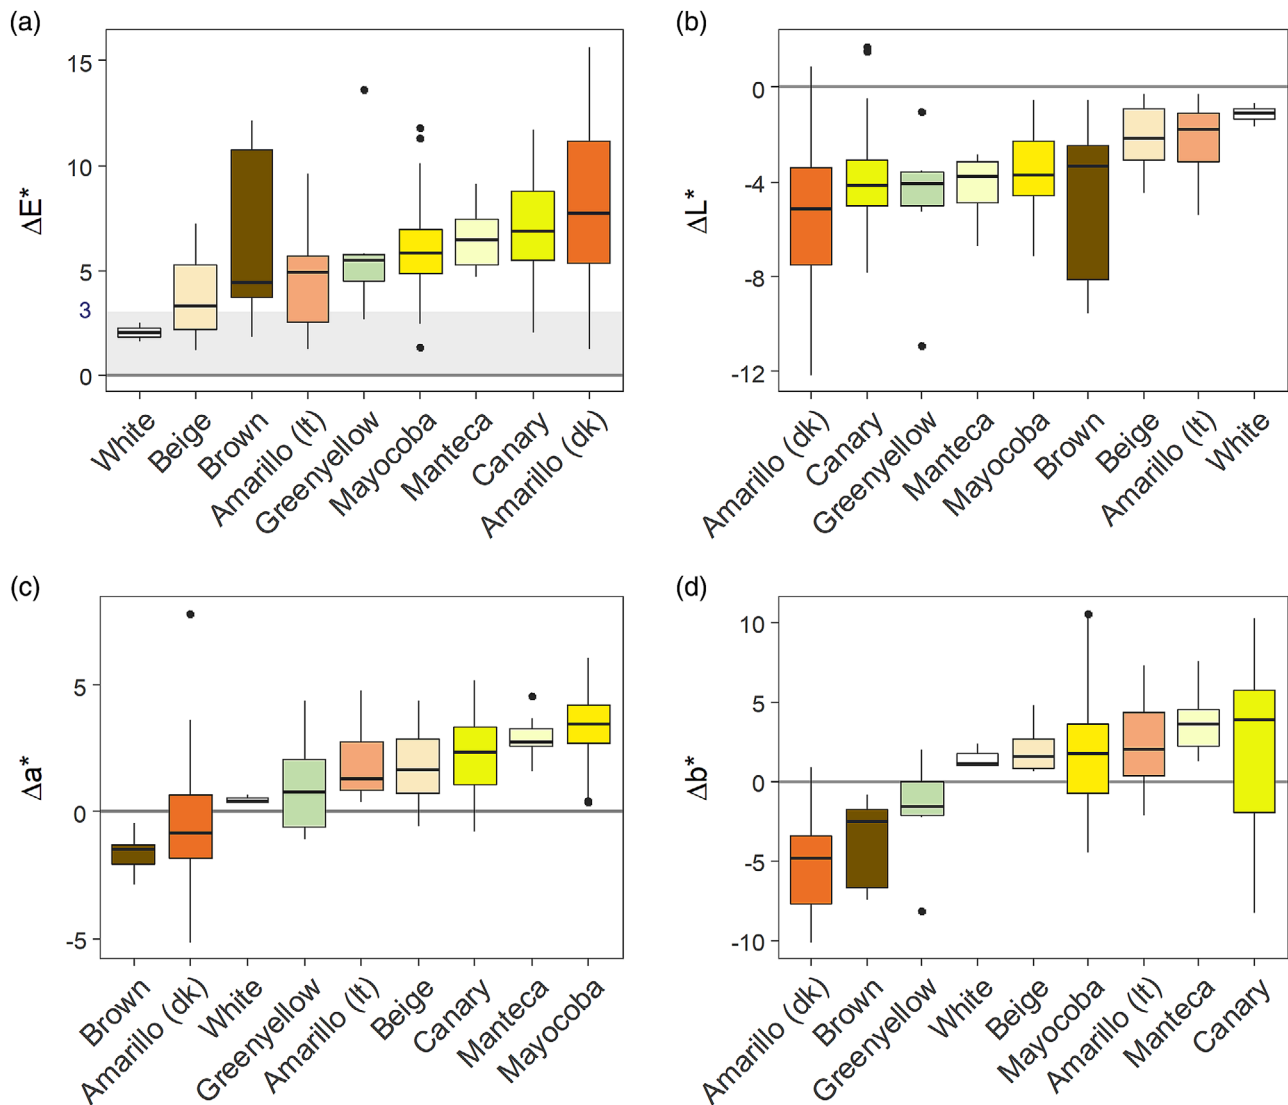 (a)
ΔE*
15
10
5
3
0
White
Beige
Brown
Amarillo (lt)
Greenyellow
Mayocoba
Manteca
Canary
Amarillo (dk)
(b)
ΔL*
0
-4
-8
-12
Amarillo (dk)
Canary
Greenyellow
Manteca
Mayocoba
Brown
Beige
Amarillo (lt)
White
(c)
Δa*
5
0
-5
Brown
Amarillo (dk)
White
Greenyellow
Amarillo (lt)
Beige
Canary
Manteca
Mayocoba
(d)
Δb*
10
5
0
-5
-10
Amarillo (dk)
Brown
Greenyellow
White
Beige
Mayocoba
Amarillo (lt)
Manteca
Canary